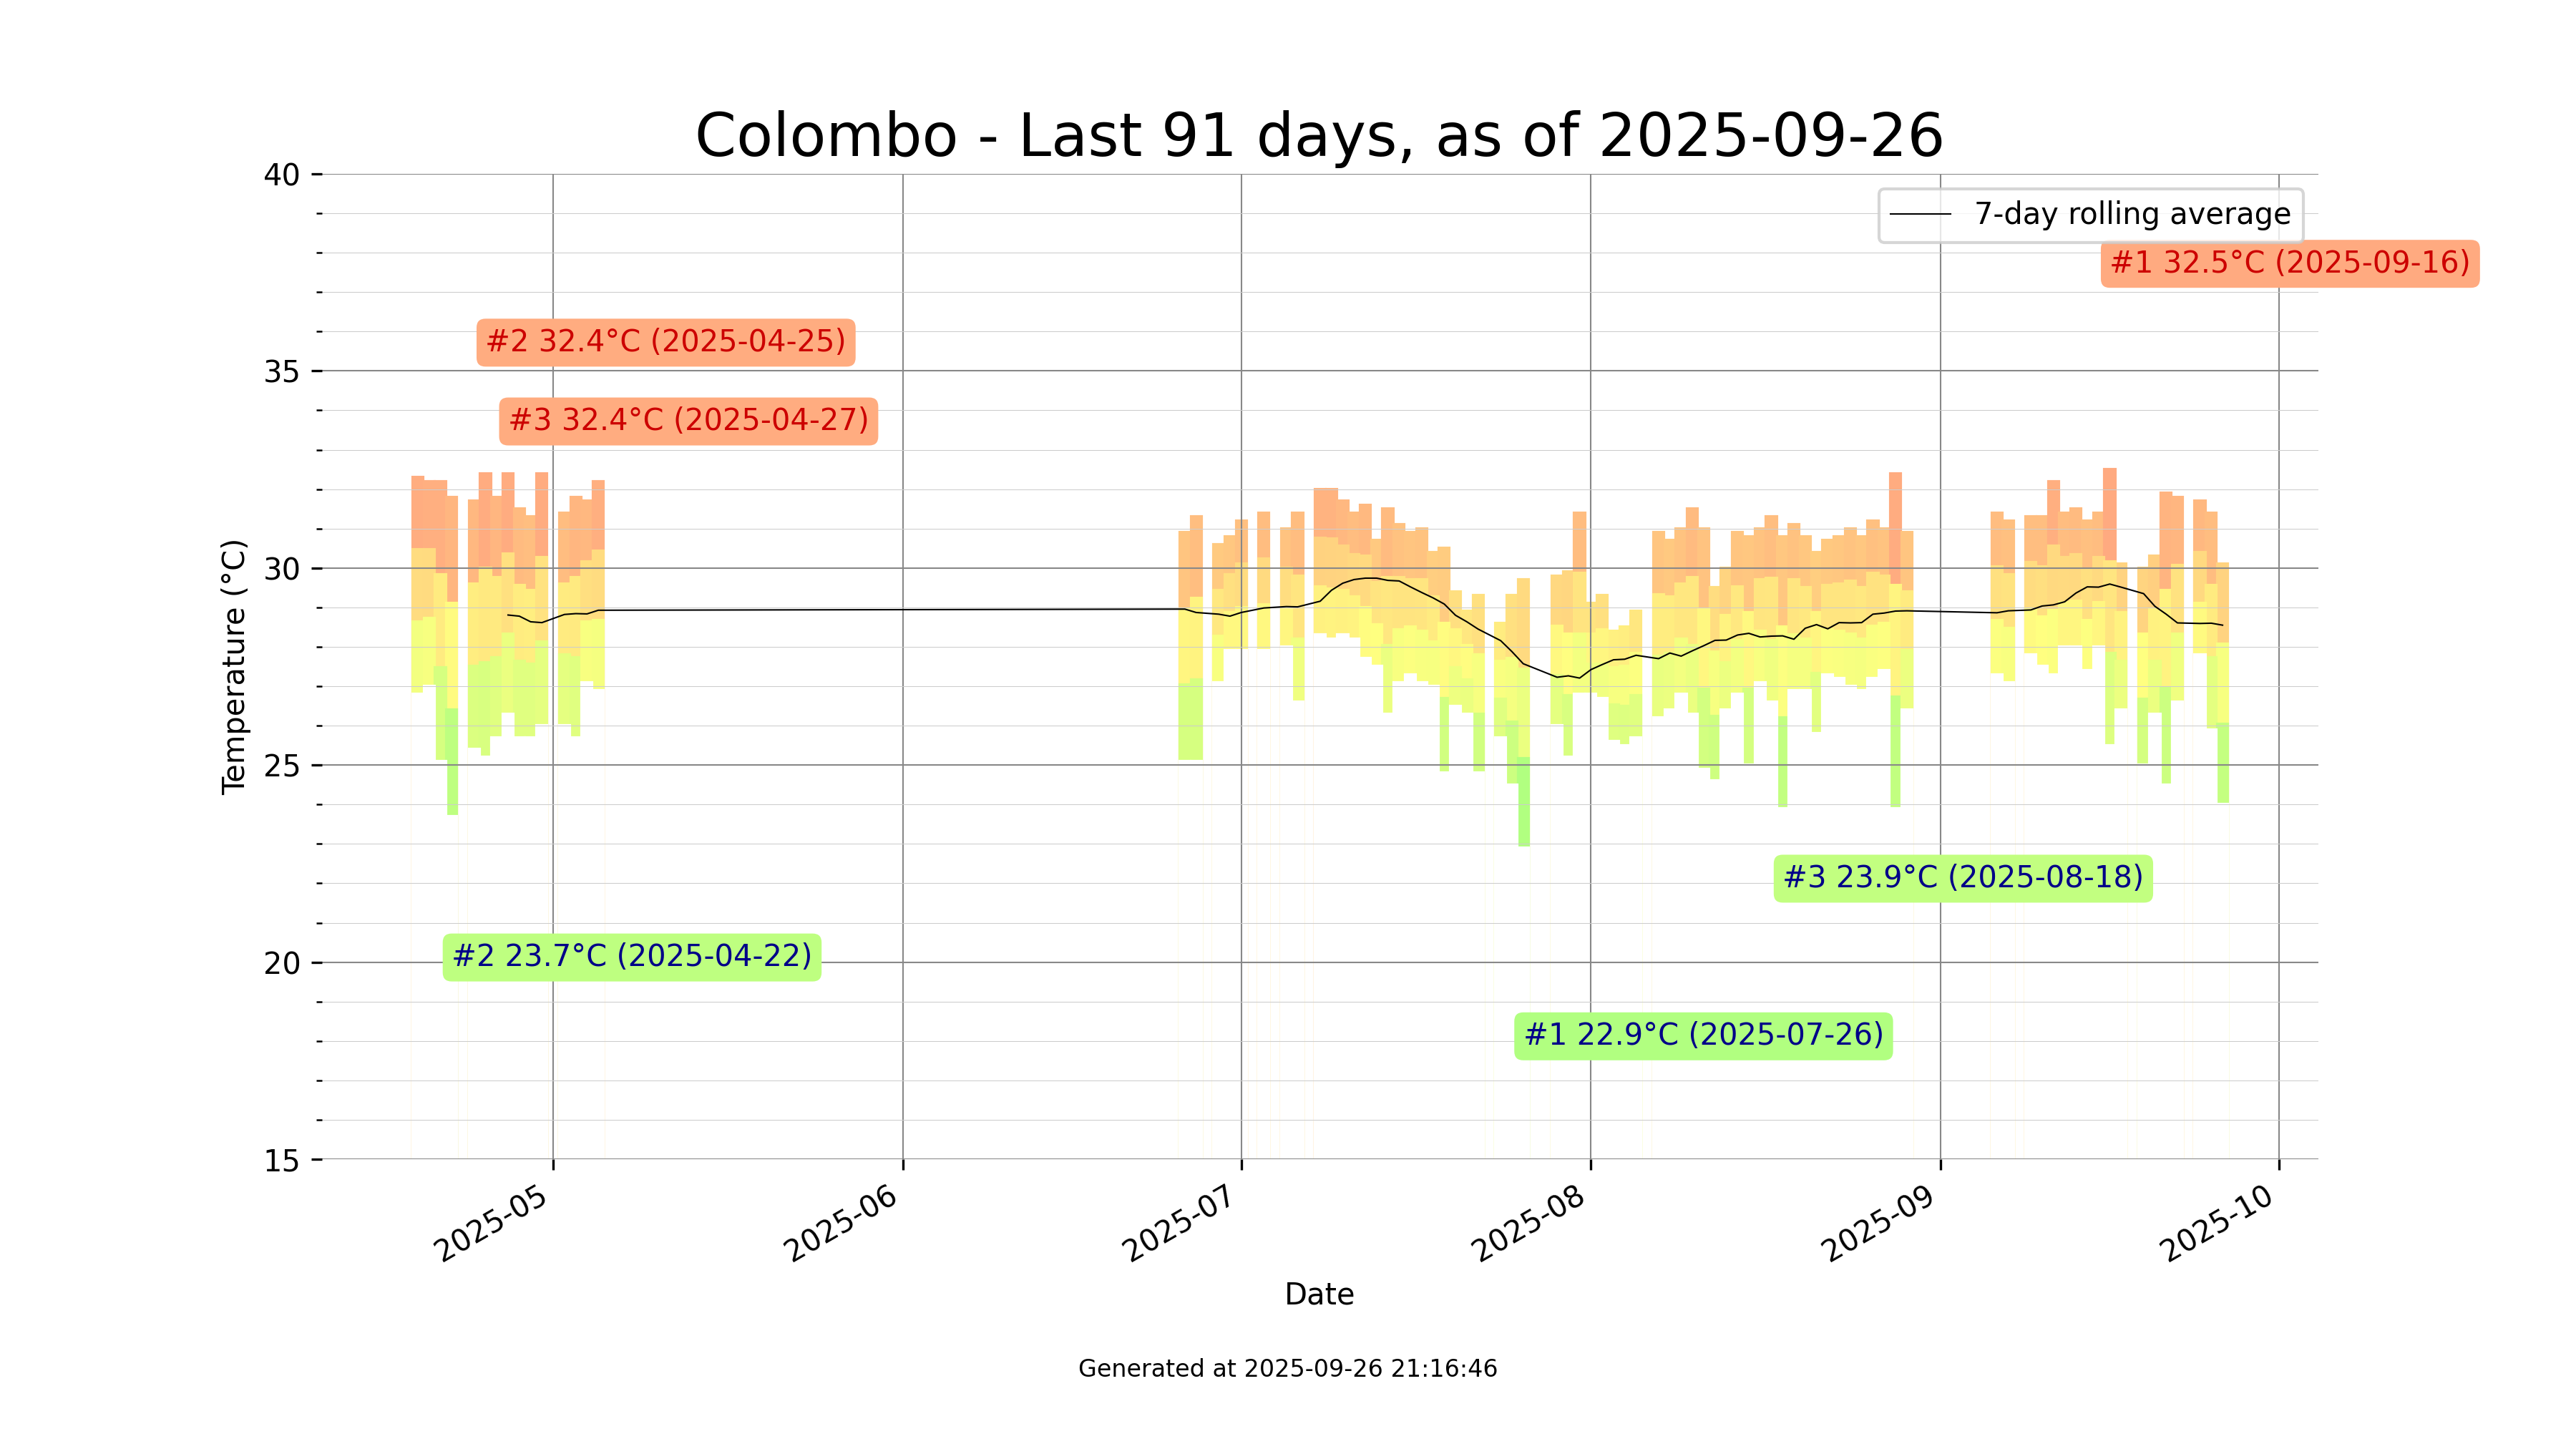 Colombo - Last 91 days, as of 2025-09-26
40
7-day rolling average
#1 32.5°C (2025-09-16)
#2 32.4°C (2025-04-25)
35
#3 32.4°C (2025-04-27)
30
Temperature (°C)
25
#3 23.9°C (2025-08-18)
20
#2 23.7°C (2025-04-22)
#1 22.9°C (2025-07-26)
15
2025-05
2025-06
2025-07
2025-08
2025-09
2025-10
Date
Generated at 2025-09-26 21:16:46